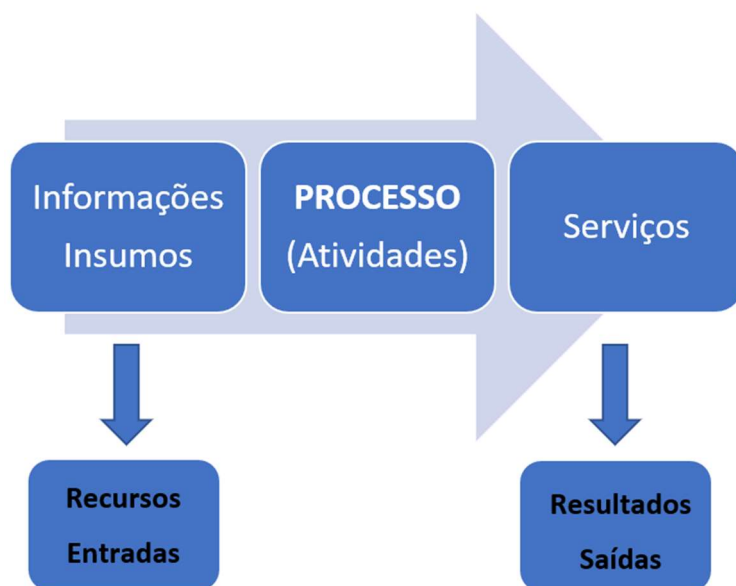 Informações
Insumos
PROCESSO
(Atividades)
Serviços
Recursos
Entradas
Resultados
Saídas